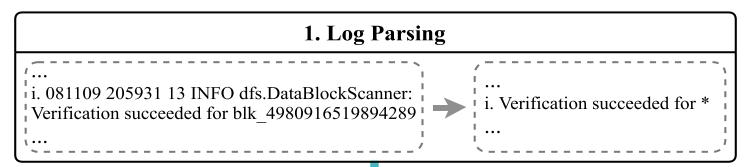 1. Log Parsing
...
i. 081109 205931 13 INFO dfs.DataBlockScanner:
Verification succeeded for blk_4980916519894289
...
...
i. Verification succeeded for *
...